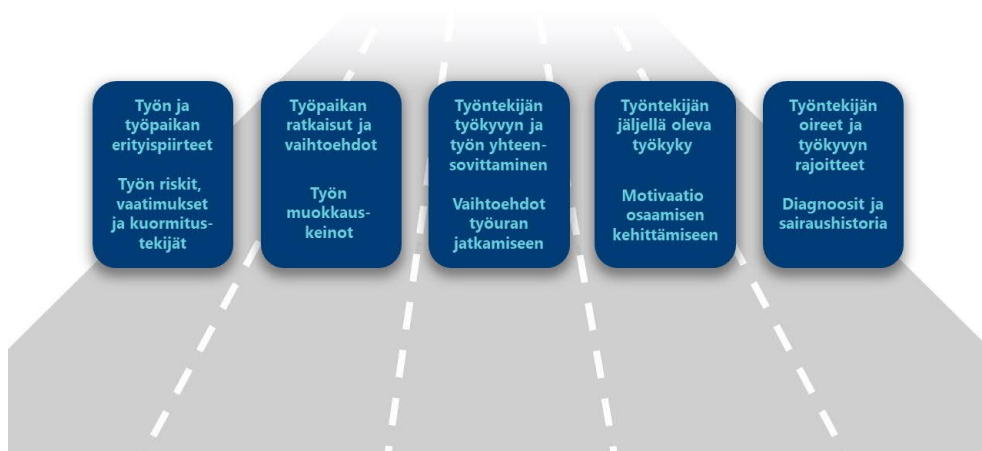 Työn ja
työpaikan
erityispiirteet
Työn riskit,
vaatimukset
ja kuormitus-
tekijät
Työpaikan
ratkaisut ja
vaihtoehdot
Työn
muokkaus-
keinot
Työntekijän
työkyvyn ja
työn yhteen-
sovittaminen
Vaihtoehdot
työuran
jatkamiseen
Työntekijän
jäljellä oleva
työkyky
Motivaatio
osaamisen
kehittämiseen
Työntekijän
oireet ja
työkyvyn
rajoitteet
Diagnoosit ja
sairaushistoria